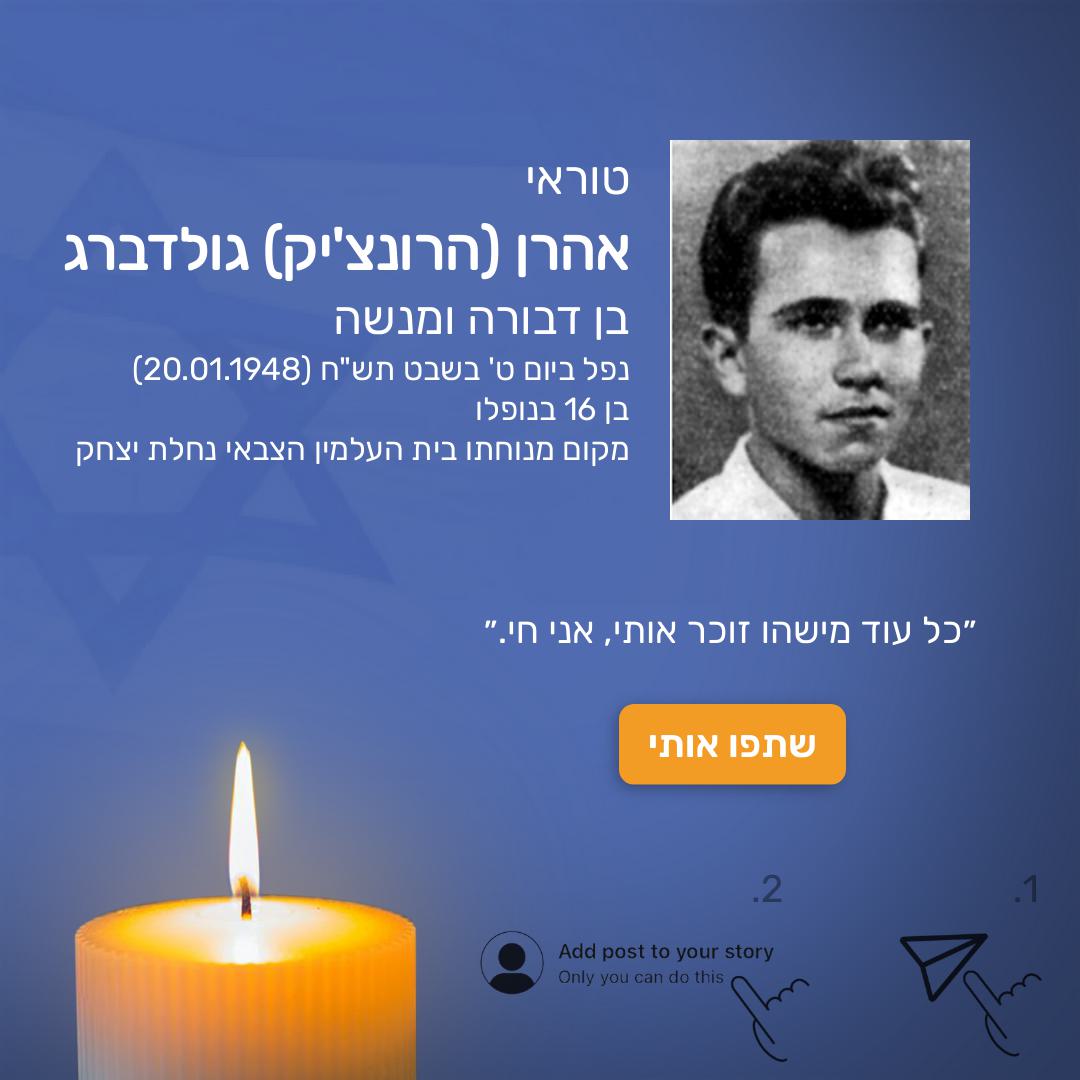 טוראי
אהרן (הרונצ'יק) גולדברג
בן דבורה ומנשה
נפל ביום ט' בשבט תש"ח (20.01.1948)
בן 16 בנופלו
מקום מנוחתו בית העלמין הצבאי נחלת יצחק
״כל עוד מישהו זוכר אותי, אני חי.״
שתפו אותי
.1
.2
Add post to your story
Only you can do this